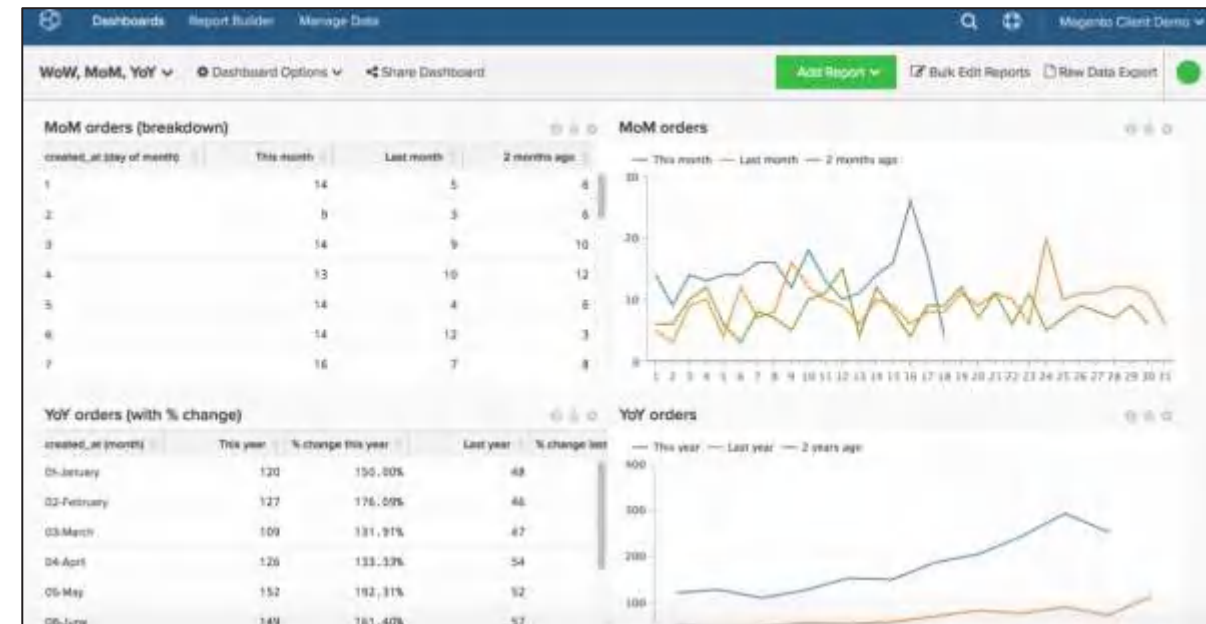 Dashboards Report Builder Manage Data Magento Client Demo
WoW, MoM, YoY Dashboard Options Share Dashboard Add Report Bulk Edit Reports Raw Data Export
MoM orders (breakdown)
created_at (day of month) This month Last month 2 months ago
1 14 5 6
2 9 3 6
3 14 9 10
4 13 10 12
5 14 4 6
6 14 12 3
7 16 7 8
MoM orders
This month Last month 2 months ago
30
20
10
0
1 2 3 4 5 6 7 8 9 10 11 12 13 14 15 16 17 18 19 20 21 22 23 24 25 26 27 28 29 30 31
YoY orders (with % change)
created_at (month) This year % change this year Last year % change last
01-January 120 150.00% 48
02-February 127 176.09% 46
03-March 109 131.91% 47
04-April 126 133.33% 54
05-May 152 192.31% 52
06-June 149 161.40% 57
YoY orders
This year Last year 2 years ago
400
300
200
100